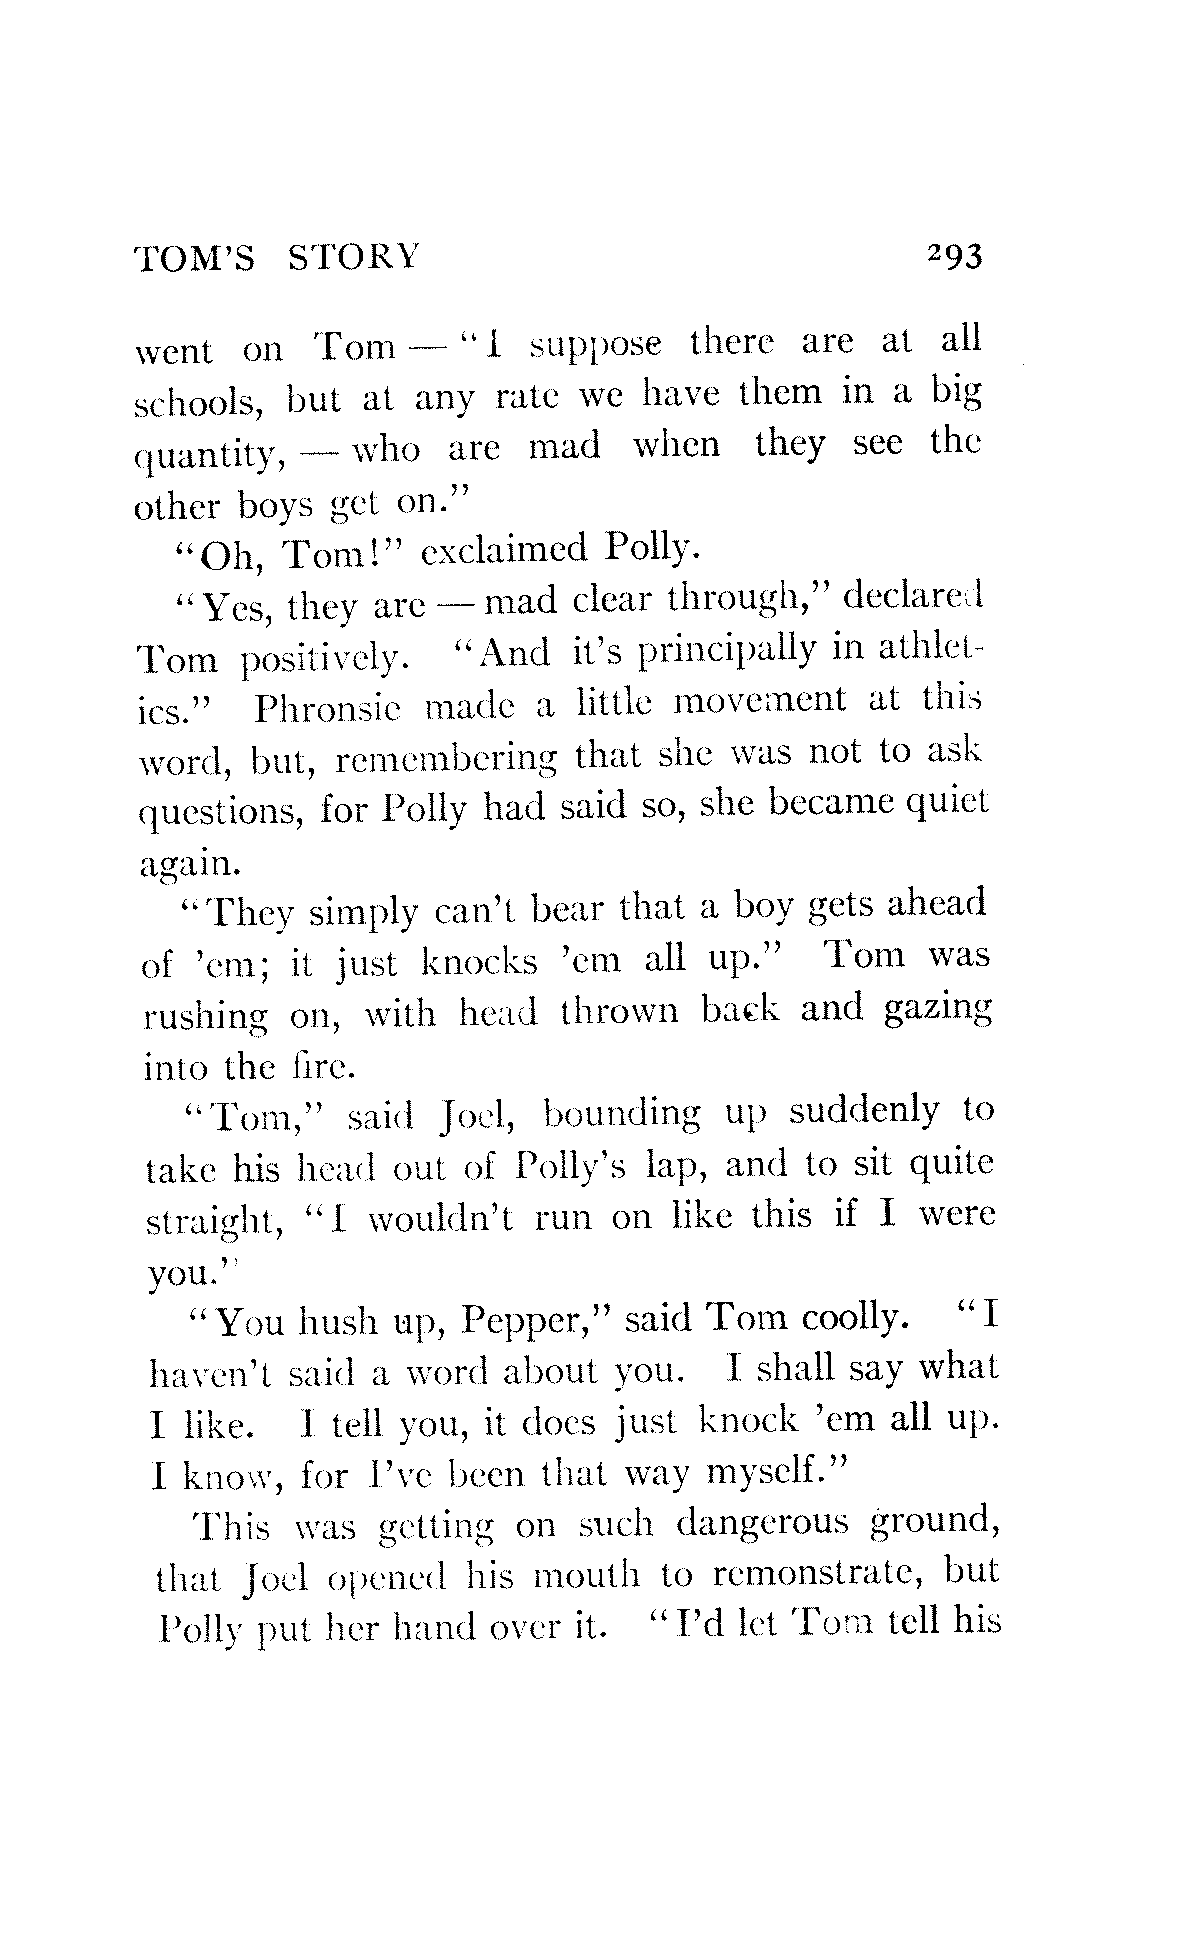 TOM'S STORY 293
went on Tom — "I suppose there are at all
schools, but at any rate we have them in a big
quantity, — who are mad when they see the
other boys get on."
"Oh, Tom!" exclaimed Polly.
"Yes, they are — mad clear through," declared
Tom positively. "And it's principally in athlet-
ics." Phronsie made a little movement at this
word, but, remembering that she was not to ask
questions, for Polly had said so, she became quiet
again.
"They simply can't bear that a boy gets ahead
of 'em; it just knocks 'em all up." Tom was
rushing on, with head thrown back and gazing
into the fire.
"Tom," said Joel, bounding up suddenly to
take his head out of Polly's lap, and to sit quite
straight, "I wouldn't run on like this if I were
you."
"You hush up, Pepper," said Tom coolly. "I
haven't said a word about you. I shall say what
I like. I tell you, it does just knock 'em all up.
I know, for I've been that way myself."
This was getting on such dangerous ground,
that Joel opened his mouth to remonstrate, but
Polly put her hand over it. "I'd let Tom tell his